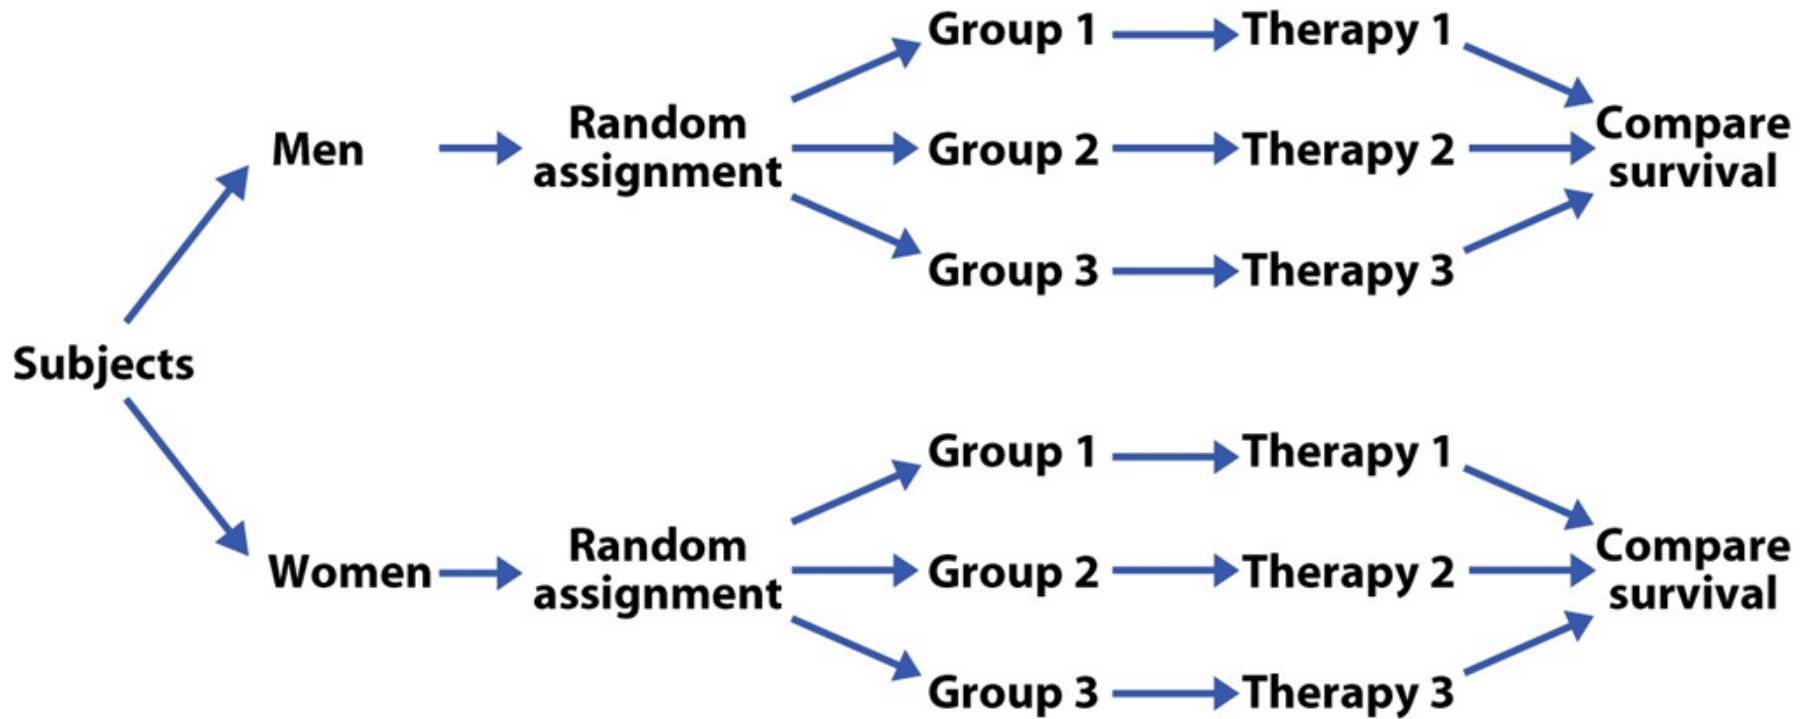 Group 1
Therapy 1
Men
Random
assignment
Group 2
Therapy 2
Compare
survival
Group 3
Therapy 3
Subjects
Group 1
Therapy 1
Women
Random
assignment
Group 2
Therapy 2
Compare
survival
Group 3
Therapy 3